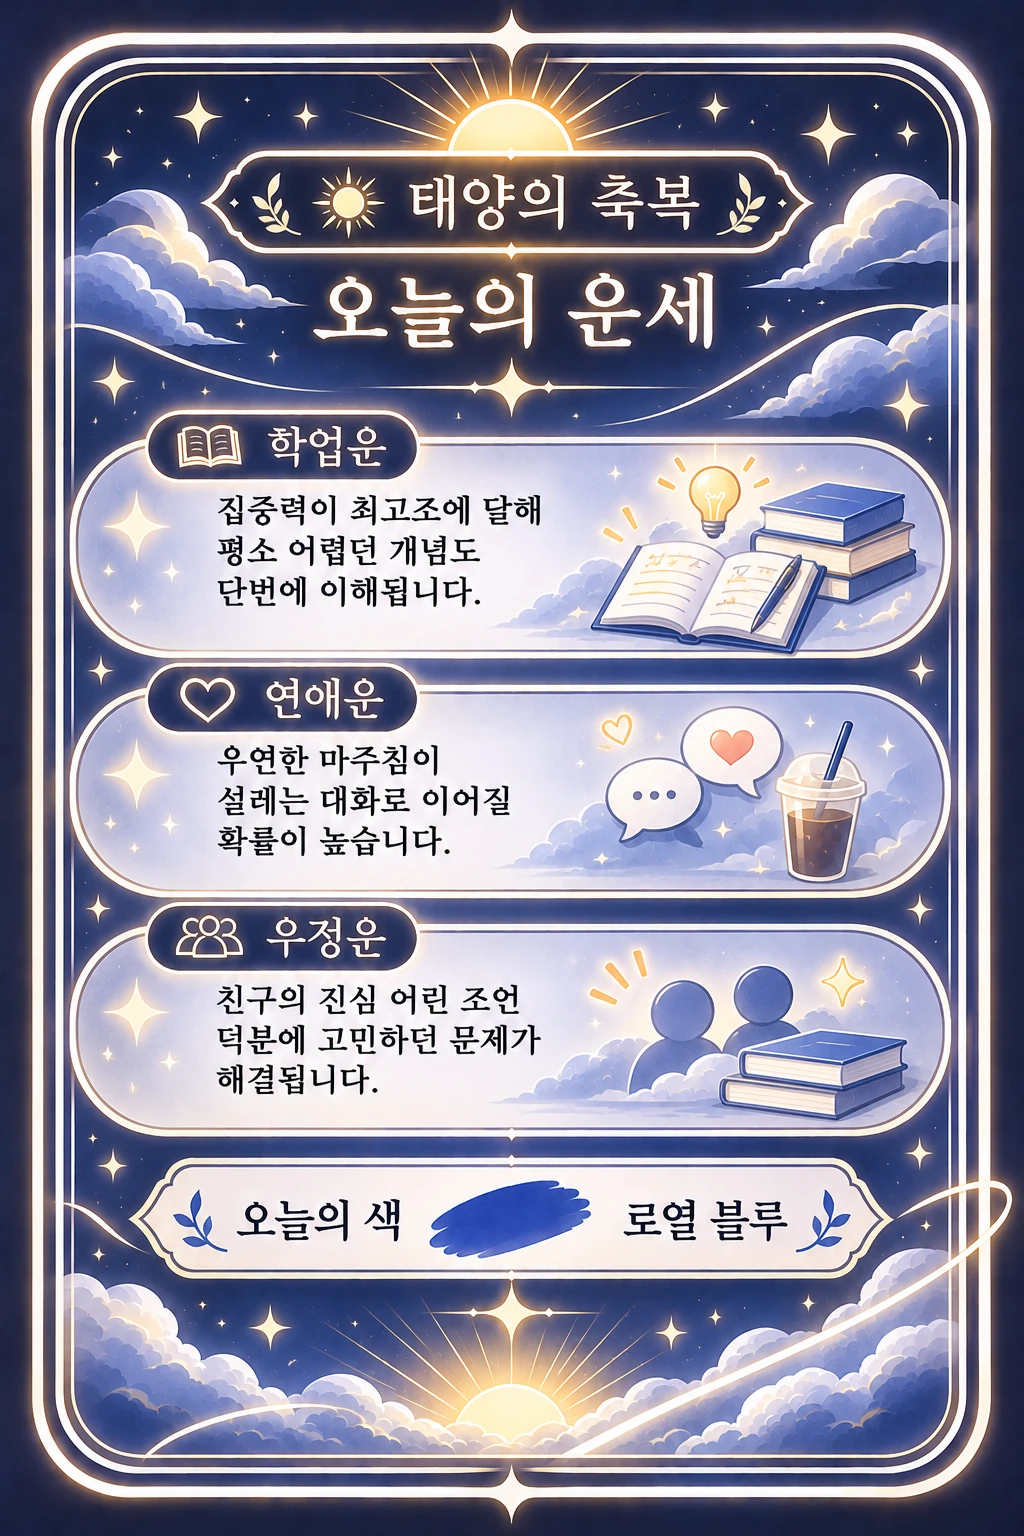 태양의 축복
오늘의 운세
학업운
집중력이 최고조에 달해
평소 어렵던 개념도
단번에 이해됩니다.
연애운
우연한 마주침이
설레는 대화로 이어질
확률이 높습니다.
우정운
친구의 진심 어린 조언
덕분에 고민하던 문제가
해결됩니다.
오늘의 색 로열 블루